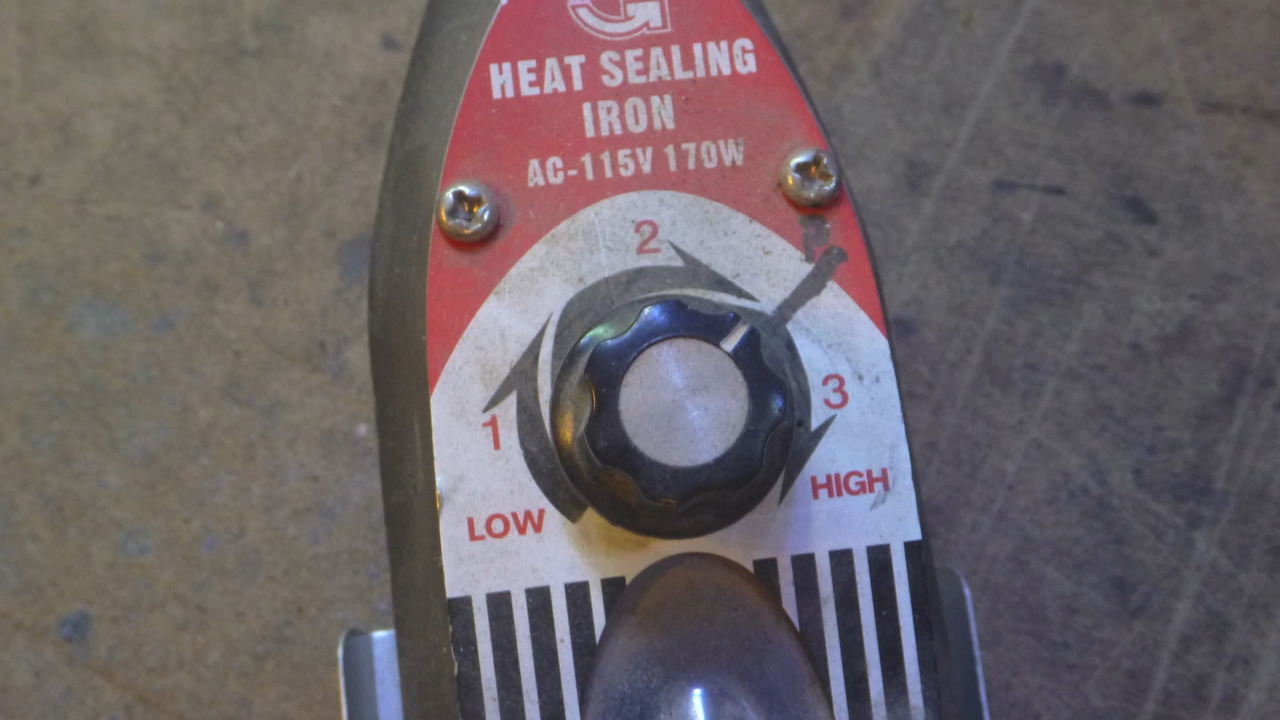 HEAT SEALING
IRON
AC-115V 170W
2
1
3
HIGH
LOW